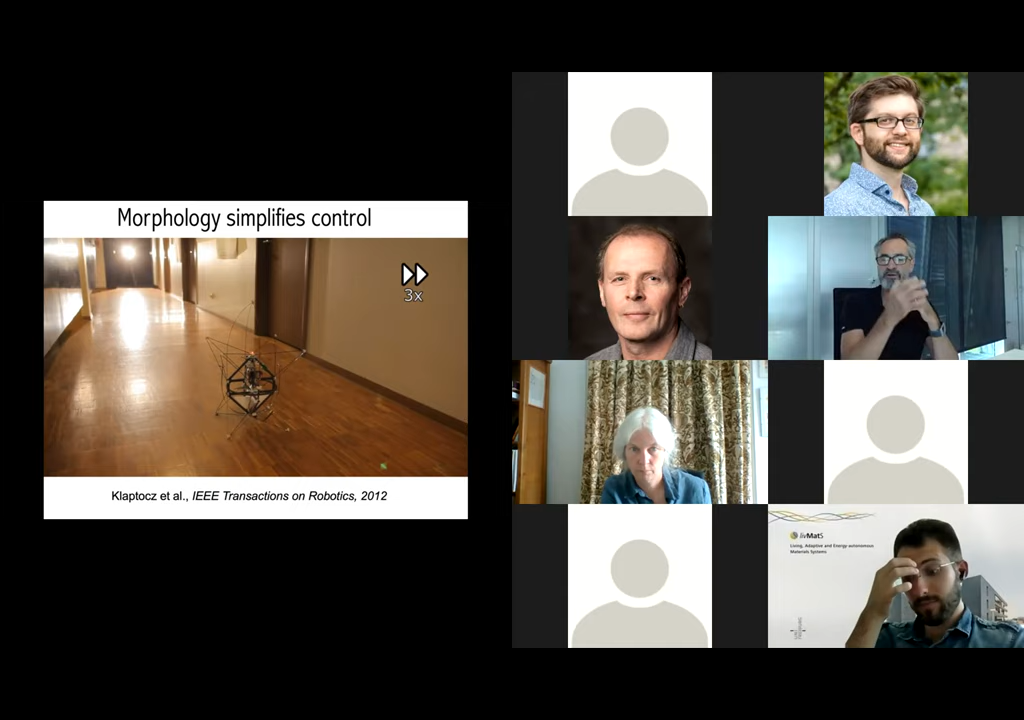 Morphology simplifies control
3x
Klaptocz et al., IEEE Transactions on Robotics, 2012
livMatS
Living, Adaptive and Energy-autonomous
Materials Systems